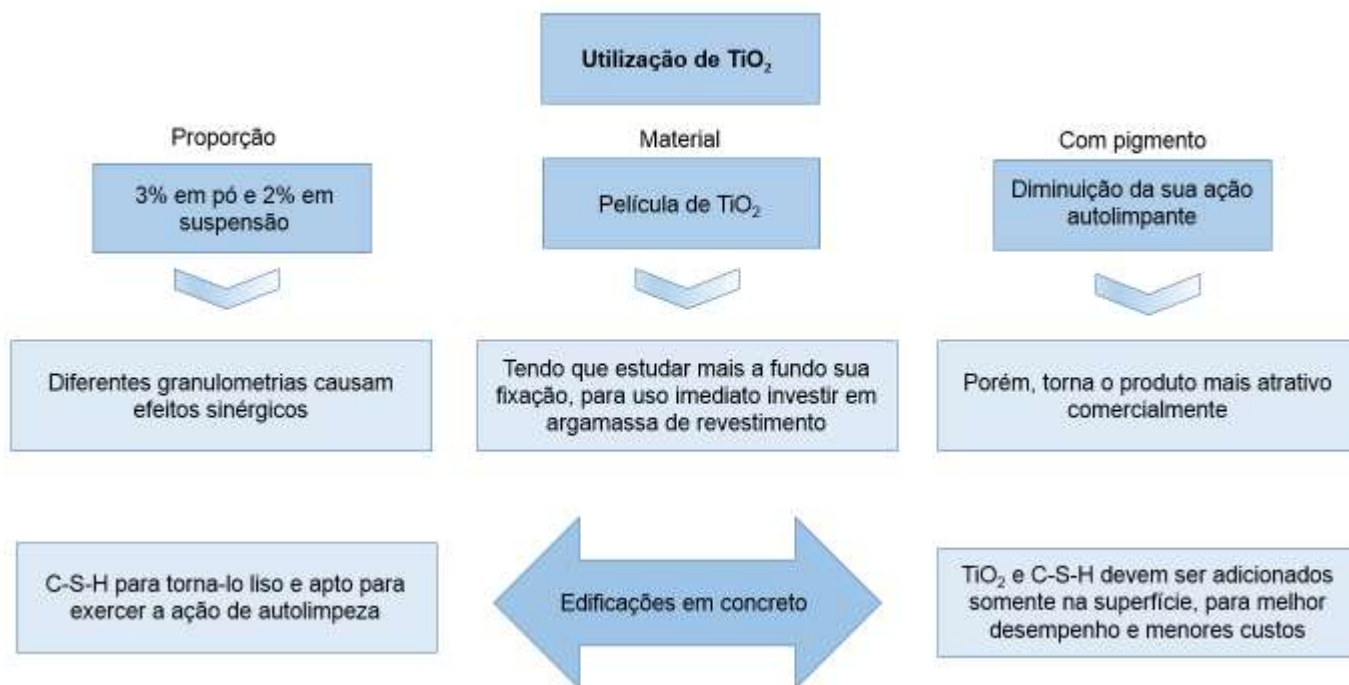 Utilização de TiO₂
Proporção
3% em pó e 2% em
suspensão
Material
Película de TiO₂
Com pigmento
Diminuição da sua ação
autolimpante
Diferentes granulometrias causam
efeitos sinérgicos
Tendo que estudar mais a fundo sua
fixação, para uso imediato investir em
argamassa de revestimento
Porém, torna o produto mais atrativo
comercialmente
C-S-H para torna-lo liso e apto para
exercer a ação de autolimpeza
Edificações em concreto
TiO₂ e C-S-H devem ser adicionados
somente na superfície, para melhor
desempenho e menores custos